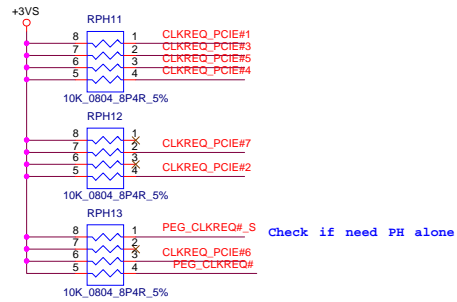 +3VS
RPH11
8 1 CLKREQ_PCIE#1
7 2 CLKREQ_PCIE#3
6 3 CLKREQ_PCIE#5
5 4 CLKREQ_PCIE#4
10K_0804_8P4R_5%
RPH12
8 1
7 2 CLKREQ_PCIE#7
6 3
5 4 CLKREQ_PCIE#2
10K_0804_8P4R_5%
RPH13
8 1 PEG_CLKREQ#_S Check if need PH alone
7 2
6 3 CLKREQ_PCIE#6
5 4 PEG_CLKREQ#
10K_0804_8P4R_5%